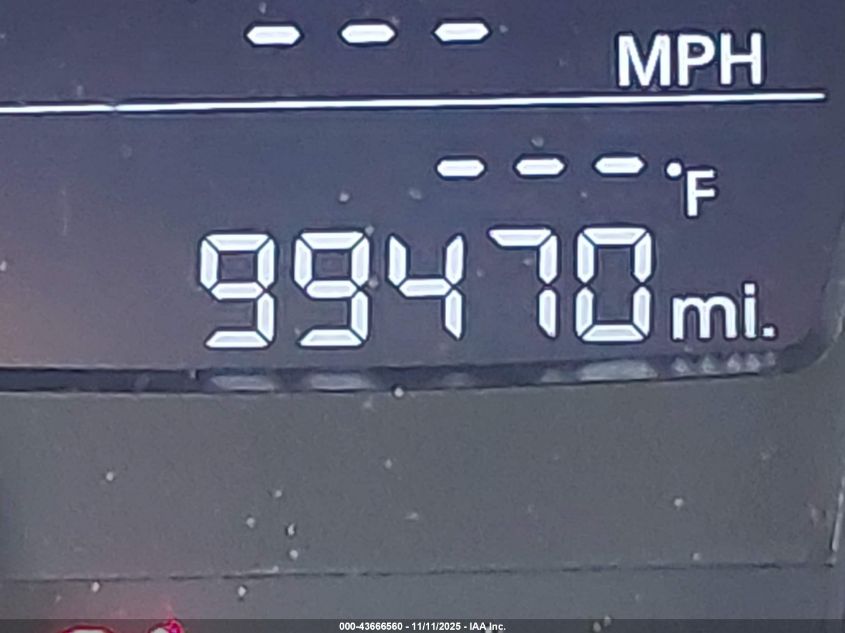 --- MPH
--- °F
99470 mi.
000-43666560 - 11/11/2025 - IAA Inc.